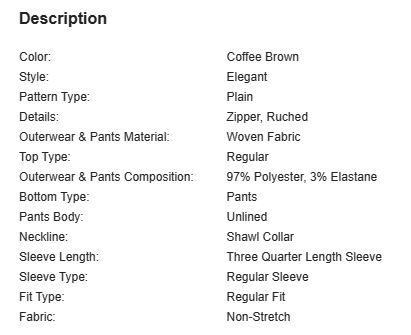 Description
Color: Coffee Brown
Style: Elegant
Pattern Type: Plain
Details: Zipper, Ruched
Outerwear & Pants Material: Woven Fabric
Top Type: Regular
Outerwear & Pants Composition: 97% Polyester, 3% Elastane
Bottom Type: Pants
Pants Body: Unlined
Neckline: Shawl Collar
Sleeve Length: Three Quarter Length Sleeve
Sleeve Type: Regular Sleeve
Fit Type: Regular Fit
Fabric: Non-Stretch